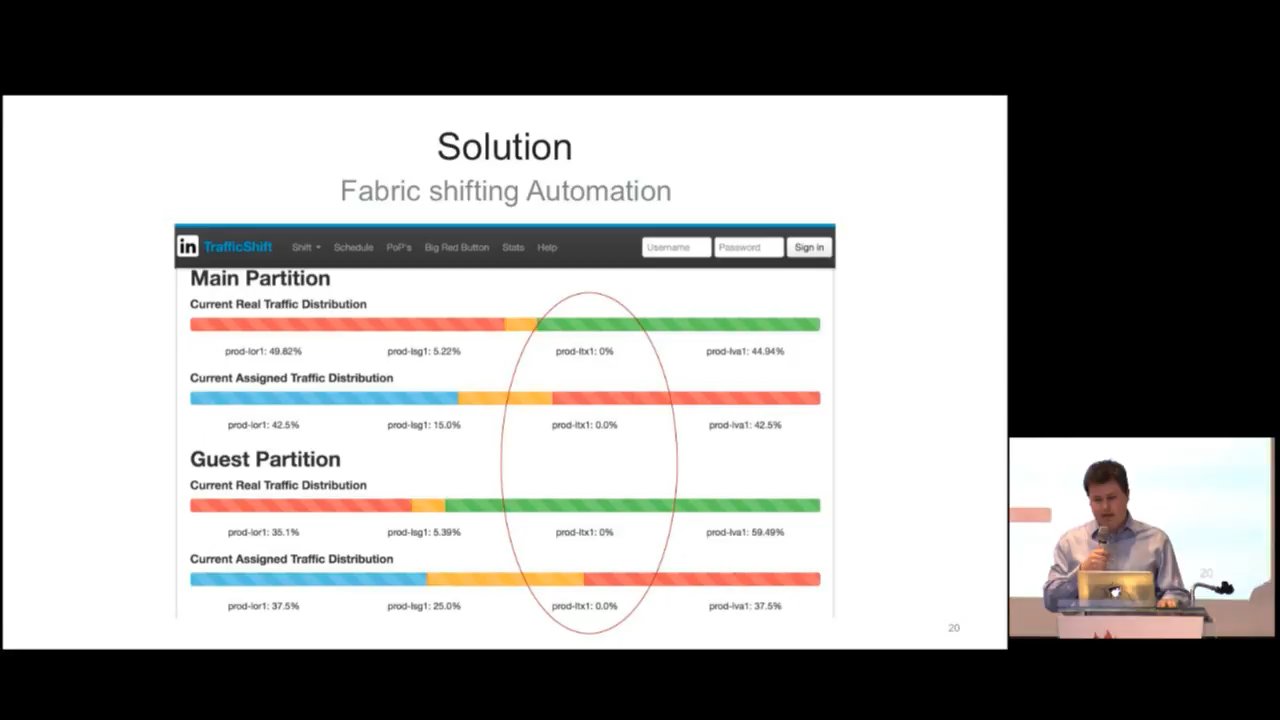 Solution
Fabric shifting Automation
in TrafficShift Shift Schedule PoP's Big Red Button Stats Help Username Password Sign in
Main Partition
Current Real Traffic Distribution
prod-lor1: 49.82% prod-lsg1: 5.22% prod-ltx1: 0% prod-lva1: 44.94%
Current Assigned Traffic Distribution
prod-lor1: 42.5% prod-lsg1: 15.0% prod-ltx1: 0.0% prod-lva1: 42.5%
Guest Partition
Current Real Traffic Distribution
prod-lor1: 35.1% prod-lsg1: 5.39% prod-ltx1: 0% prod-lva1: 59.49%
Current Assigned Traffic Distribution
prod-lor1: 37.5% prod-lsg1: 25.0% prod-ltx1: 0.0% prod-lva1: 37.5%
20
20